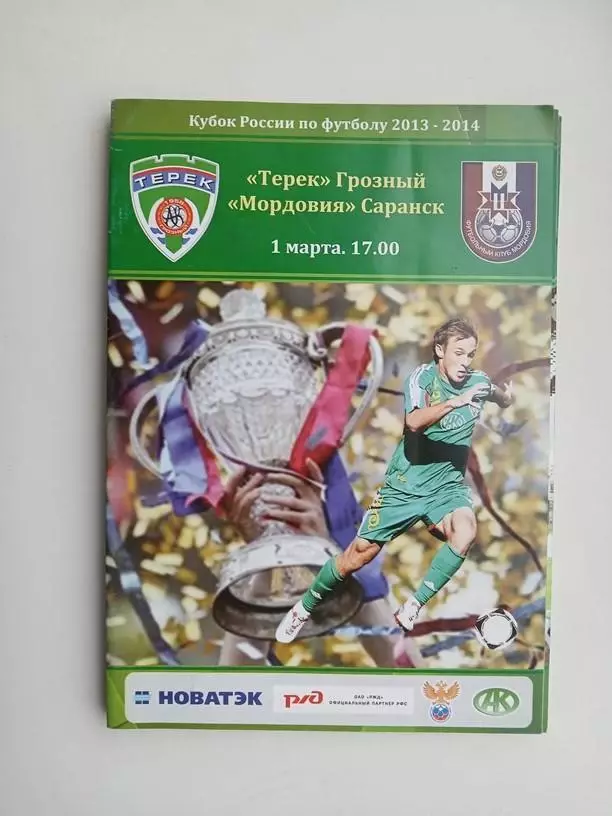 Кубок России по футболу 2013 - 2014
ТЕРЕК
«Терек» Грозный
«Мордовия» Саранск
1 марта. 17.00
ФУТБОЛЬНЫЙ КЛУБ МОРДОВИЯ
НОВАТЭК
ОАО «РЖД»
ОФИЦИАЛЬНЫЙ ПАРТНЕР РФС